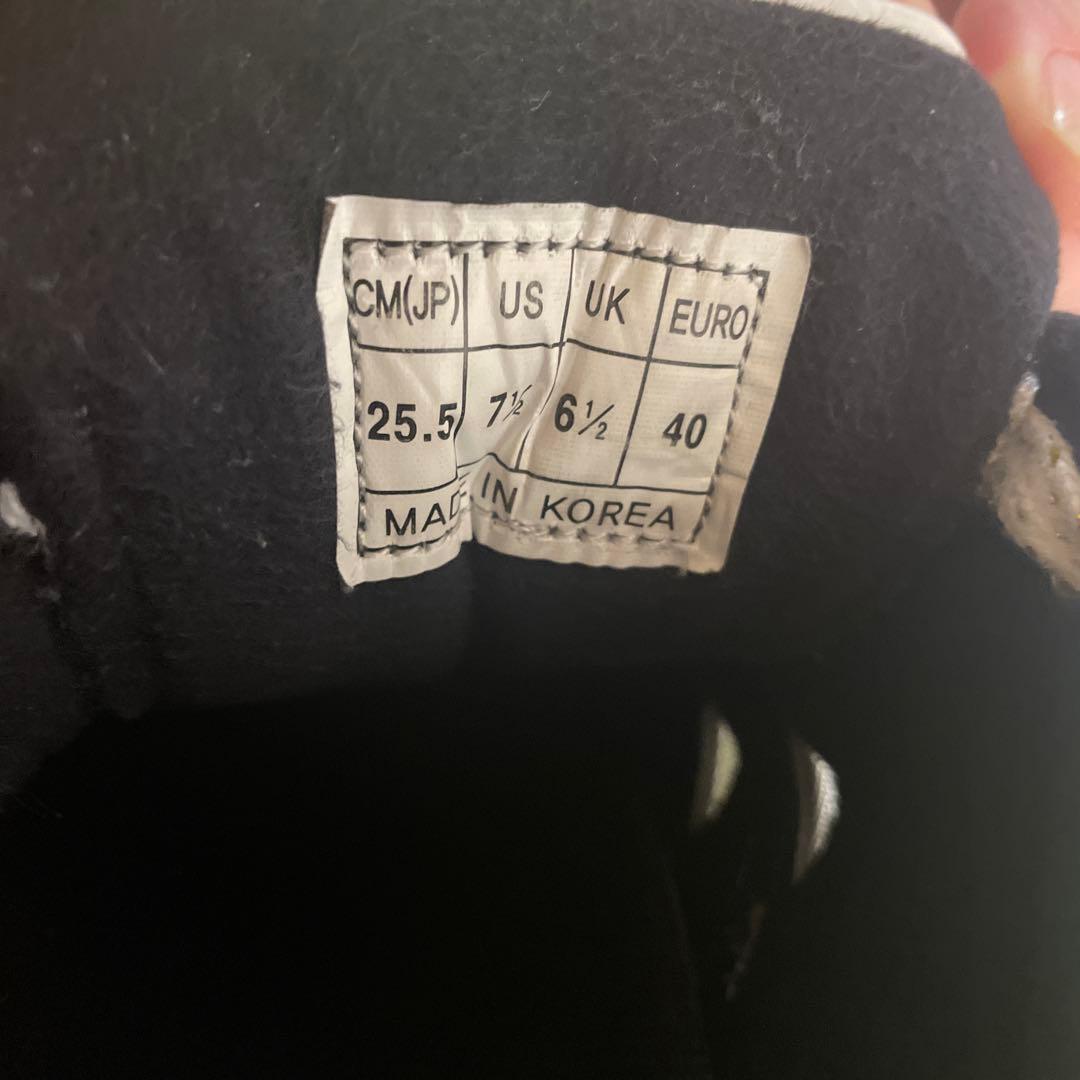 CM(JP) US UK EURO
25.5 7½ 6½ 40
MADE IN KOREA